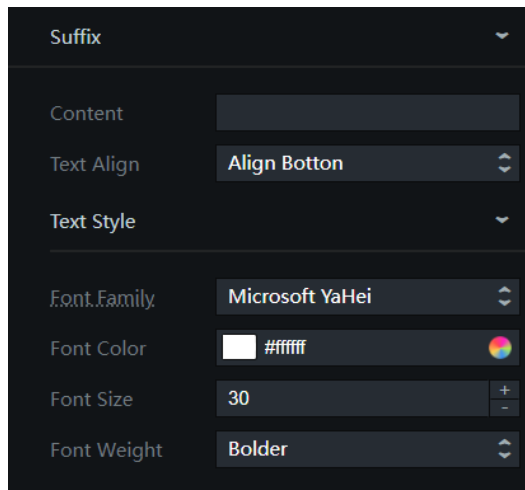 Suffix
Content
Text Align Align Botton
Text Style
Font Family Microsoft YaHei
Font Color #ffffff
Font Size 30 + -
Font Weight Bolder